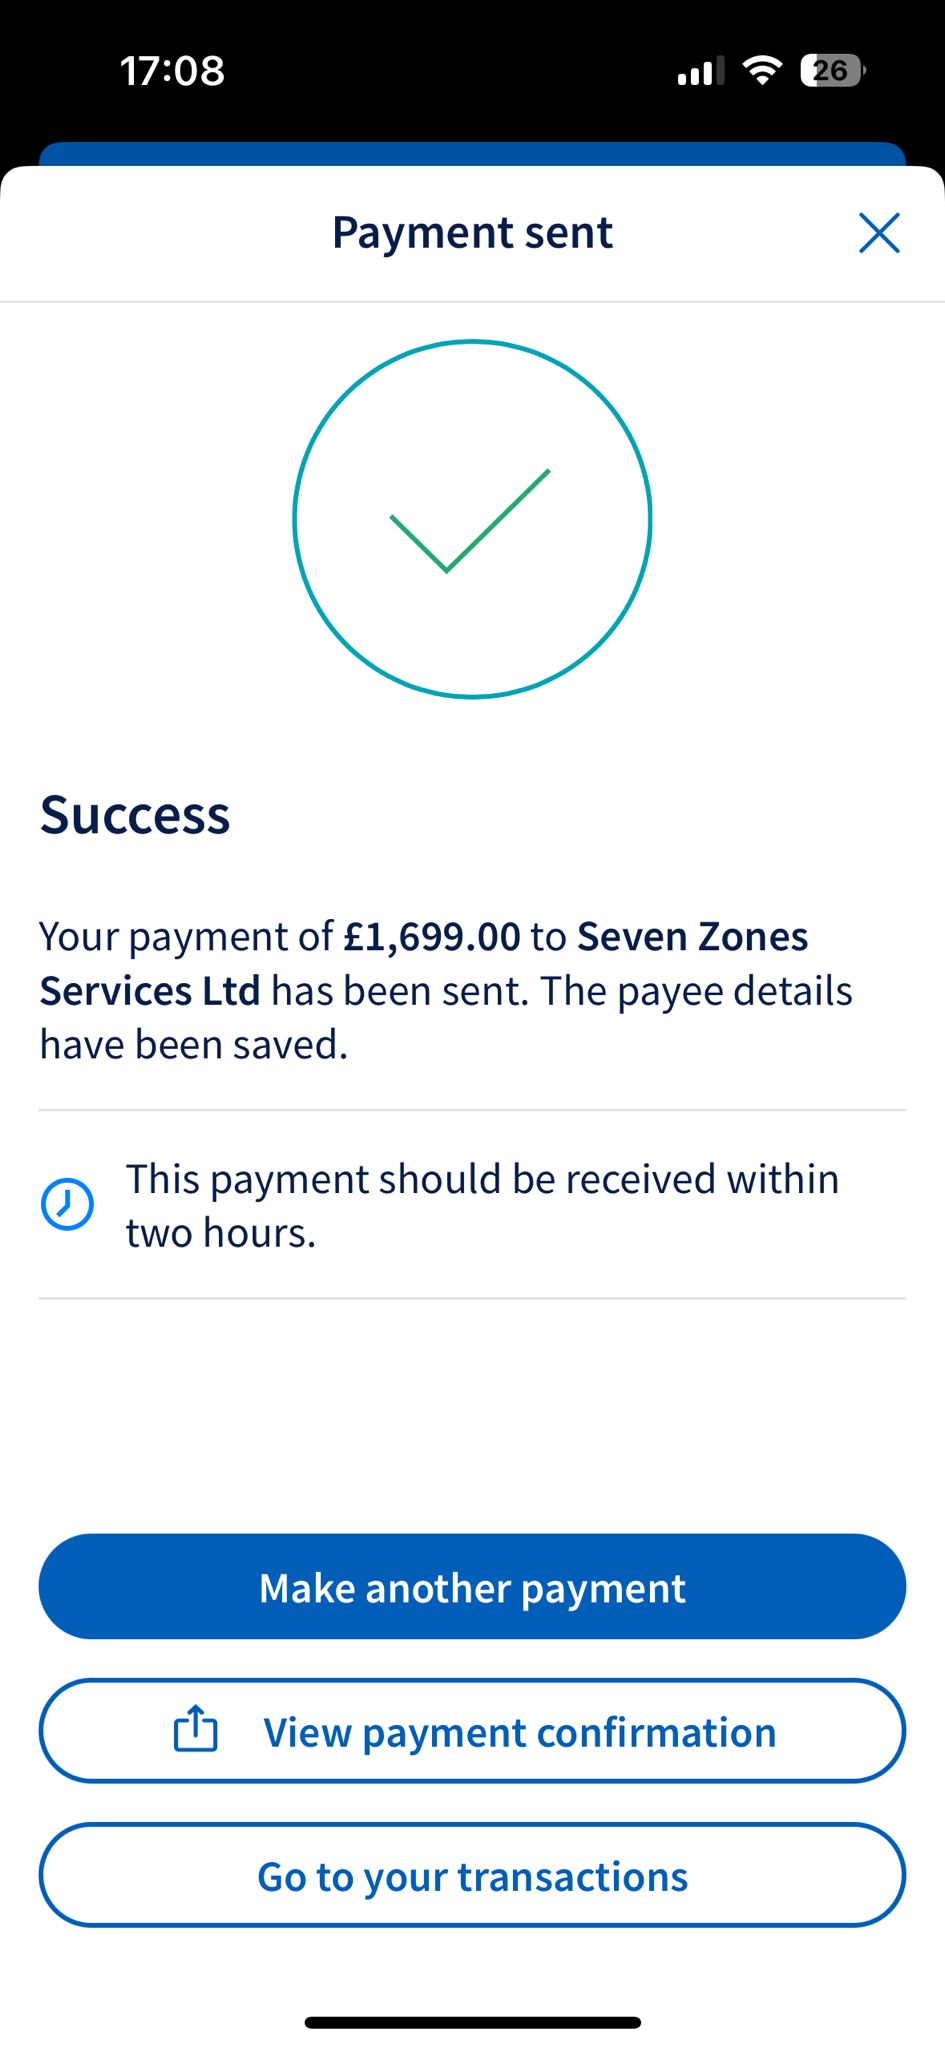 17:08
26
Payment sent
Success
Your payment of £1,699.00 to Seven Zones
Services Ltd has been sent. The payee details
have been saved.
This payment should be received within
two hours.
Make another payment
View payment confirmation
Go to your transactions